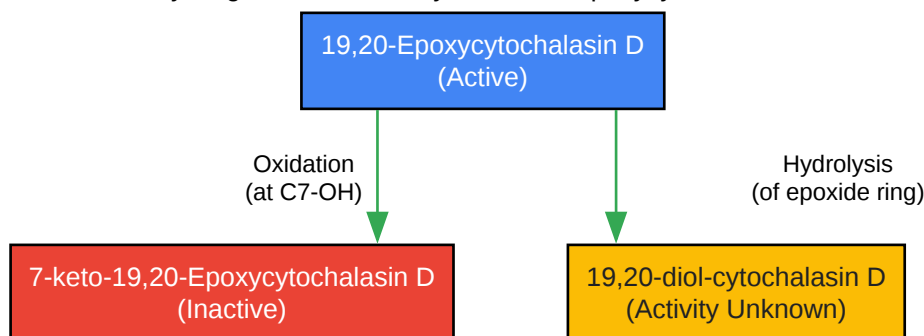 19,20-Epoxycytochalasin D
(Active)
Oxidation
(at C7-OH)
Hydrolysis
(of epoxide ring)
7-keto-19,20-Epoxycytochalasin D
(Inactive)
19,20-diol-cytochalasin D
(Activity Unknown)